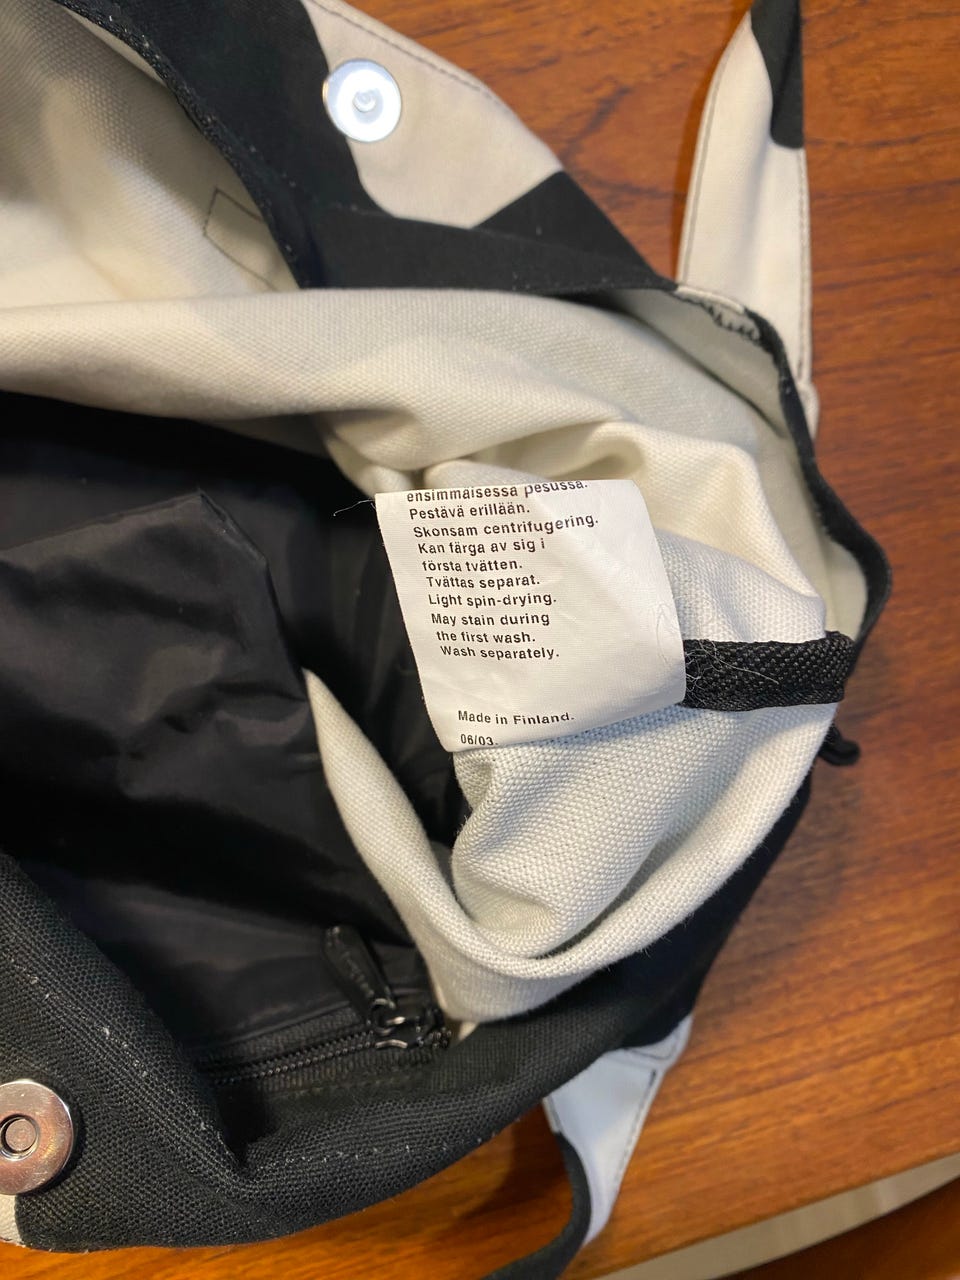 ensimmäisessä pesussa.
Pestävä erillään.
Skonsam centrifugering.
Kan färga av sig i
första tvätten.
Tvättas separat.
Light spin-drying.
May stain during
the first wash.
Wash separately.
Made in Finland.
06/03.